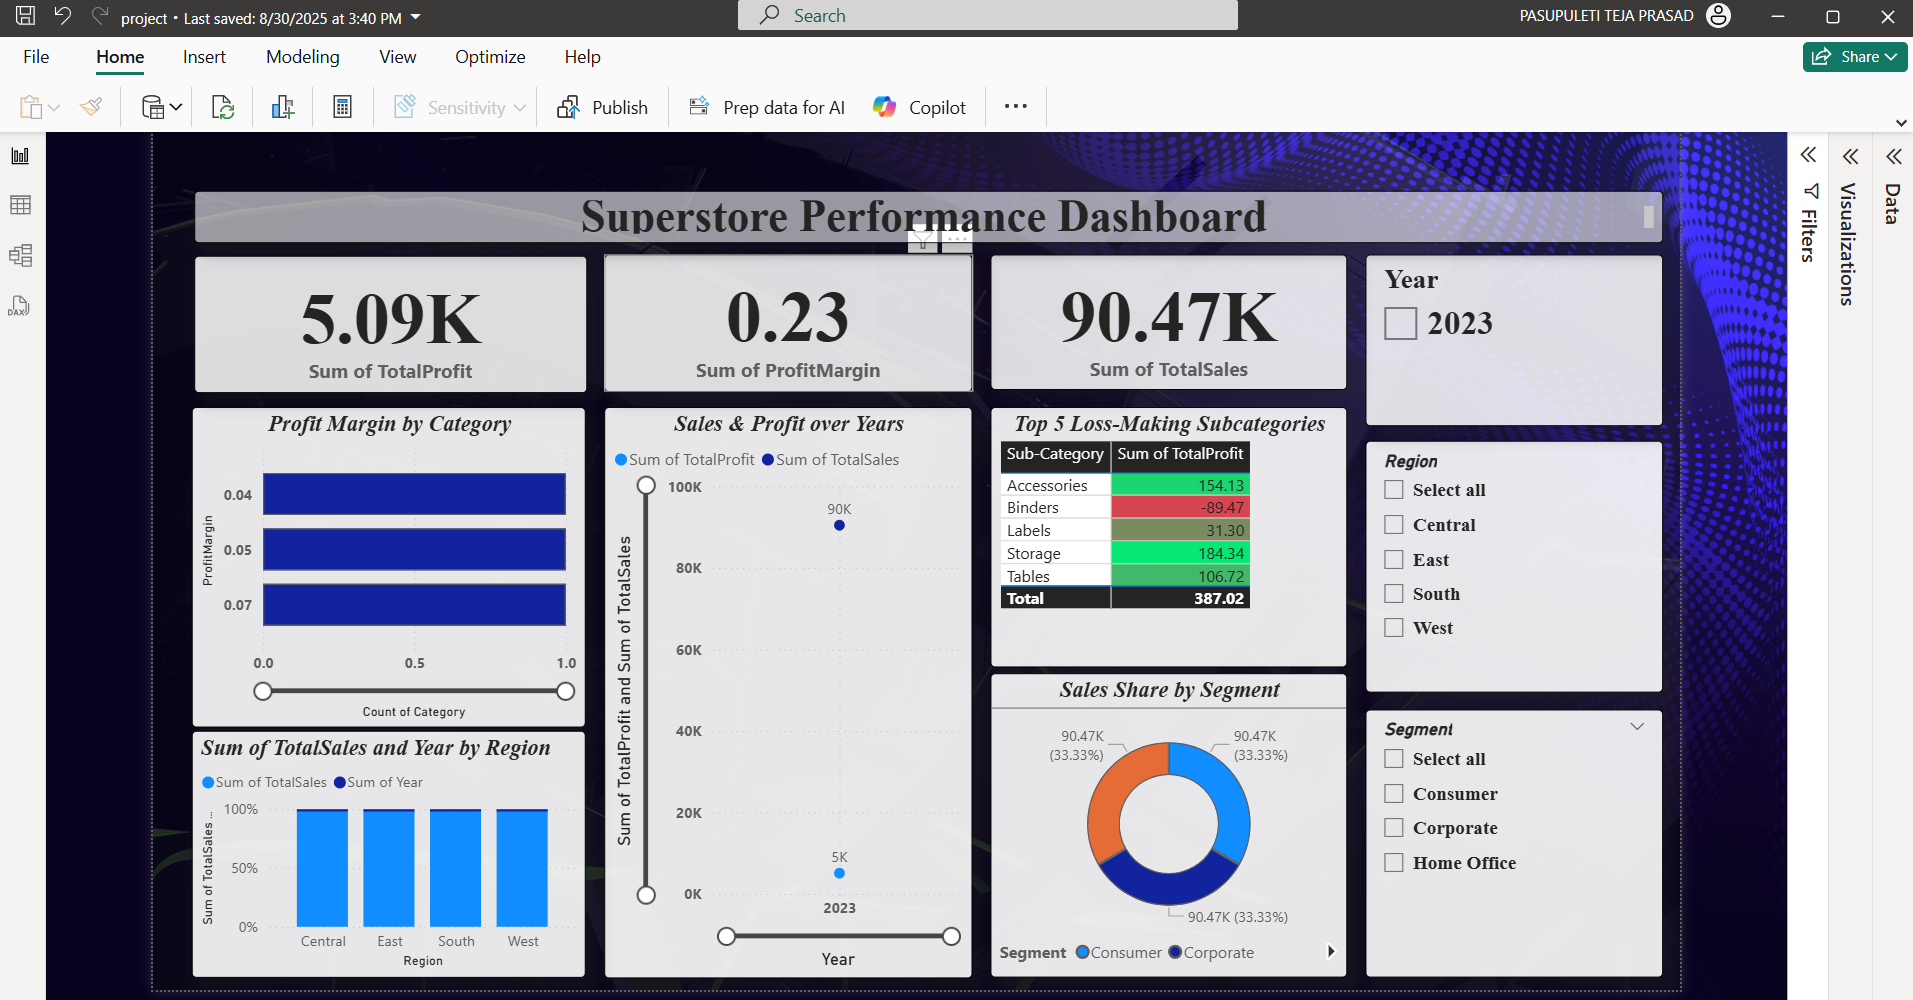 project • Last saved: 8/30/2025 at 3:40 PM
Search
PASUPULETI TEJA PRASAD
File Home Insert Modeling View Optimize Help
Share
Sensitivity Publish Prep data for AI Copilot ...
DAX
Superstore Performance Dashboard
5.09K
Sum of TotalProfit
0.23
Sum of ProfitMargin
90.47K
Sum of TotalSales
Year
2023
Profit Margin by Category
ProfitMargin
0.04
0.05
0.07
0.0 0.5 1.0
Count of Category
Sum of TotalSales and Year by Region
Sum of TotalSales Sum of Year
Sum of TotalSales ...
100%
50%
0%
Central East South West
Region
Sales & Profit over Years
Sum of TotalProfit Sum of TotalSales
Sum of TotalProfit and Sum of TotalSales
100K
90K
80K
60K
40K
20K
5K
0K
2023
Year
Top 5 Loss-Making Subcategories
Sub-Category Sum of TotalProfit
Accessories 154.13
Binders -89.47
Labels 31.30
Storage 184.34
Tables 106.72
Total 387.02
Sales Share by Segment
90.47K
(33.33%)
90.47K
(33.33%)
90.47K (33.33%)
Segment Consumer Corporate
Region
Select all
Central
East
South
West
Segment
Select all
Consumer
Corporate
Home Office
Filters
Visualizations
Data